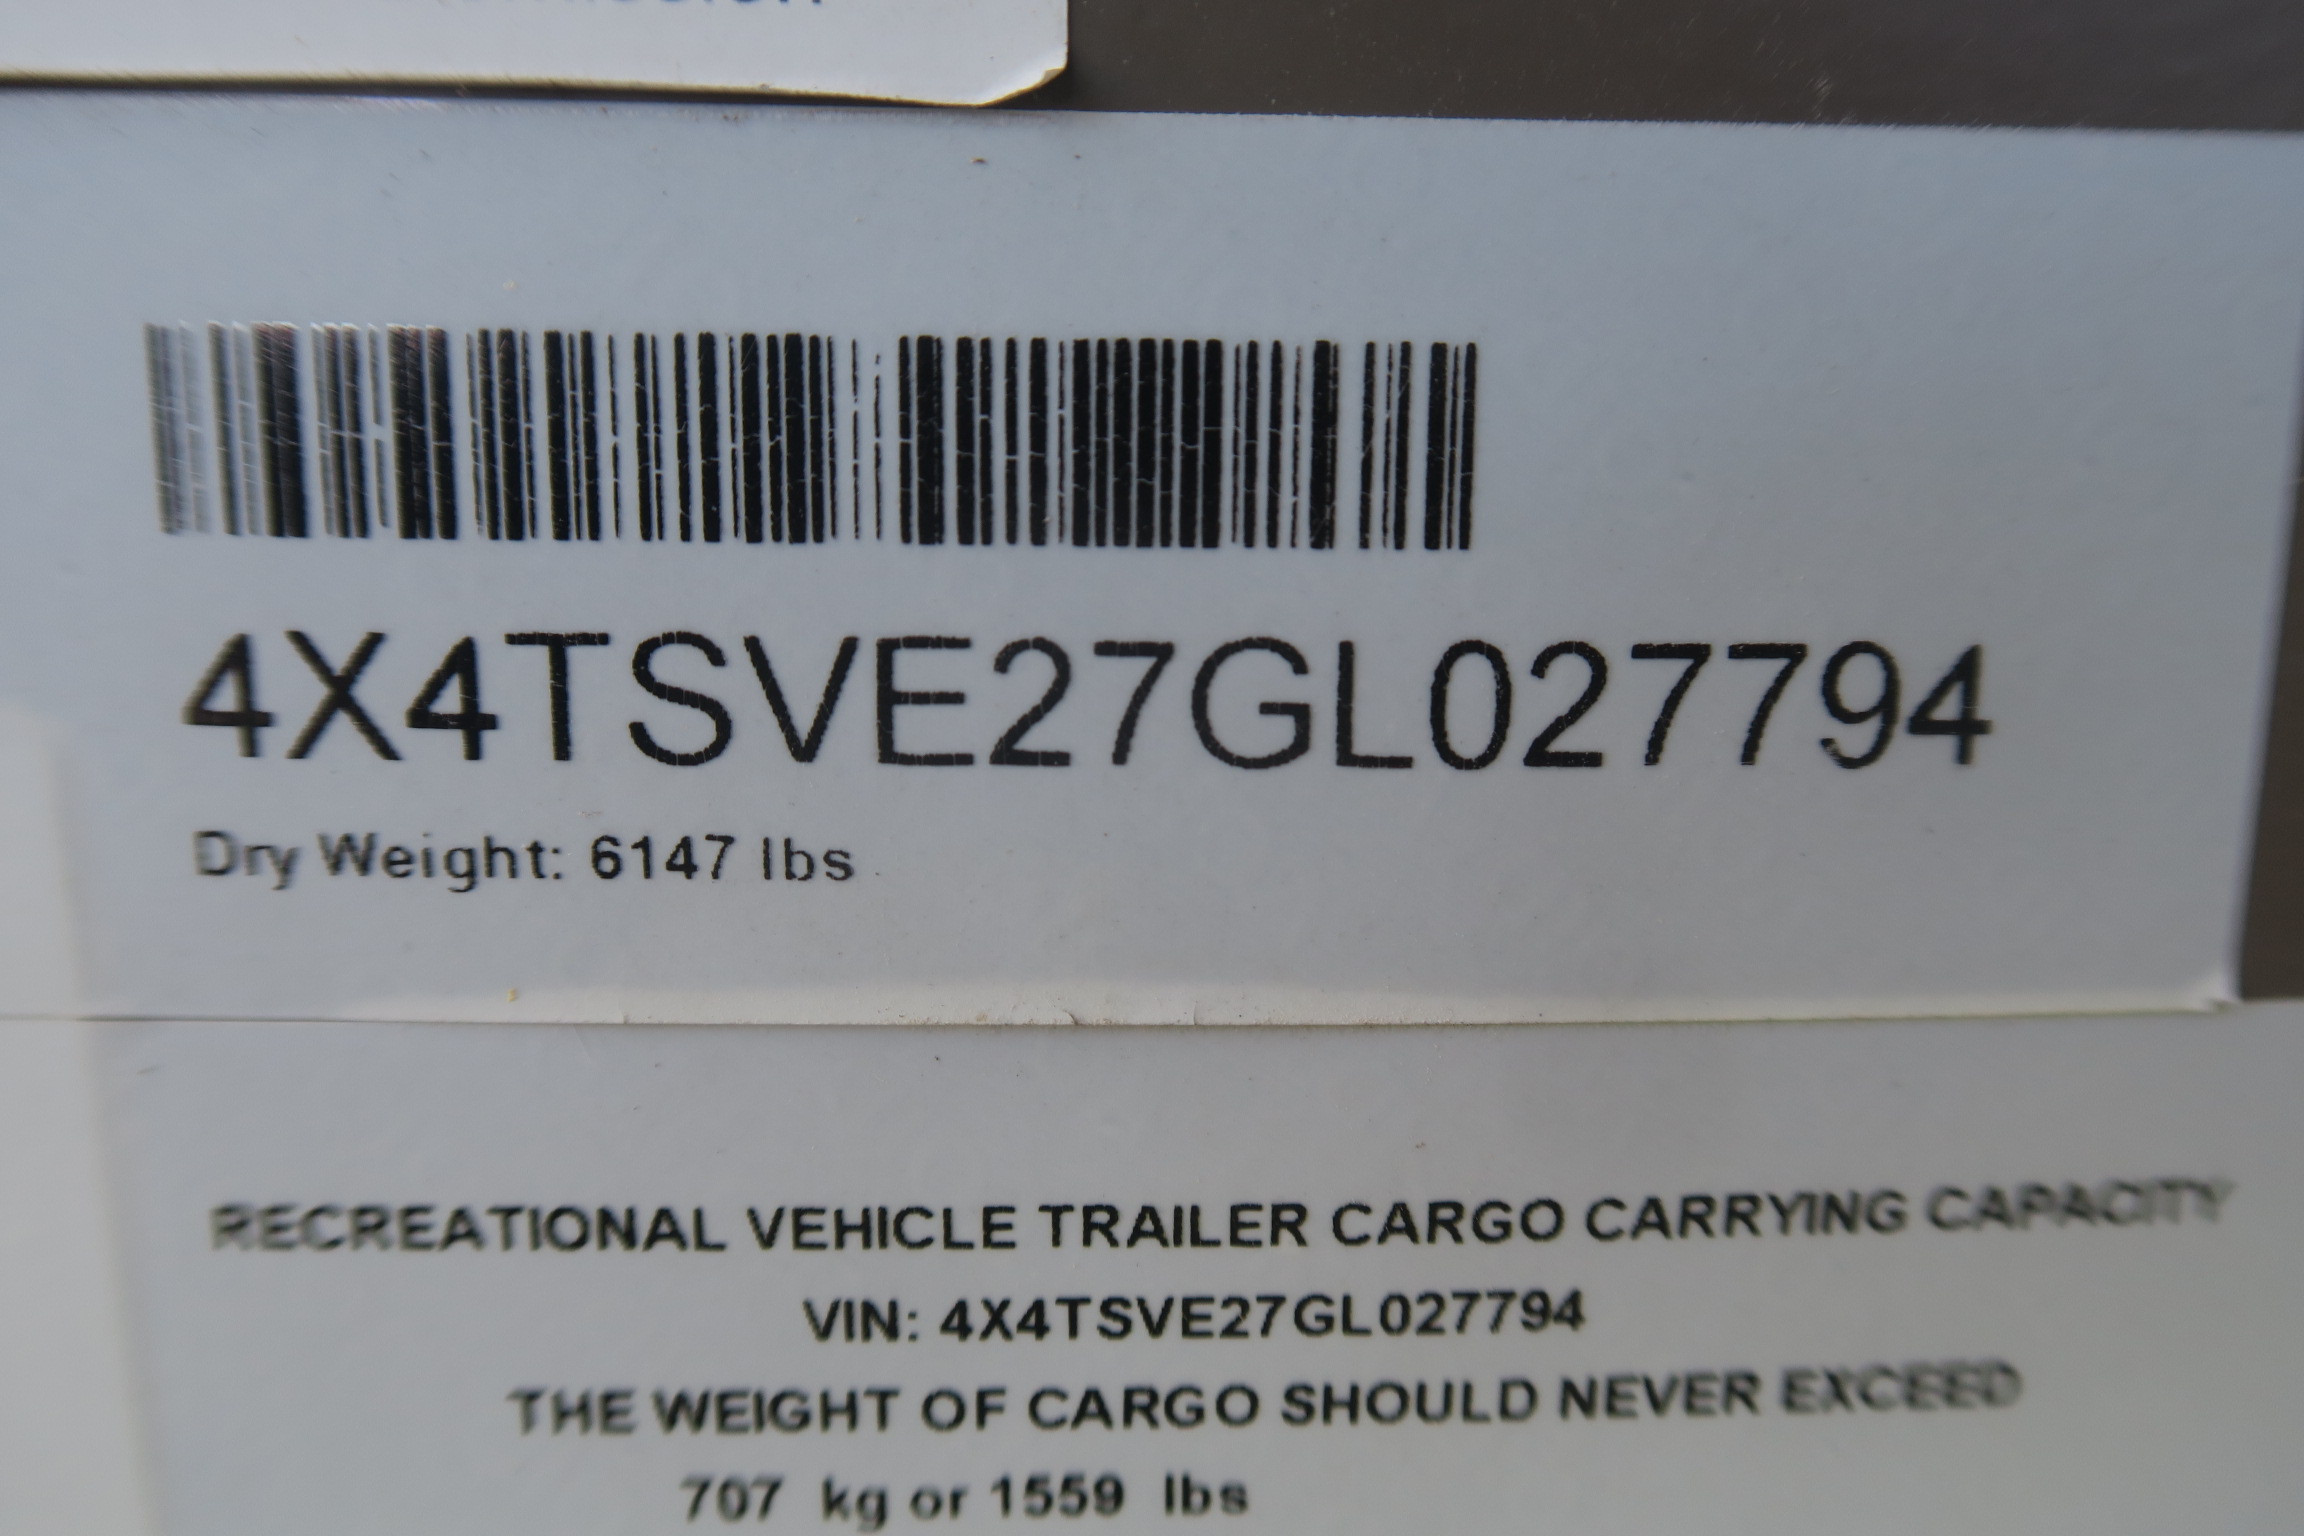 4X4TSVE27GL027794
Dry Weight: 6147 lbs
RECREATIONAL VEHICLE TRAILER CARGO CARRYING CAPACITY
VIN: 4X4TSVE27GL027794
THE WEIGHT OF CARGO SHOULD NEVER EXCEED
707 kg or 1559 lbs